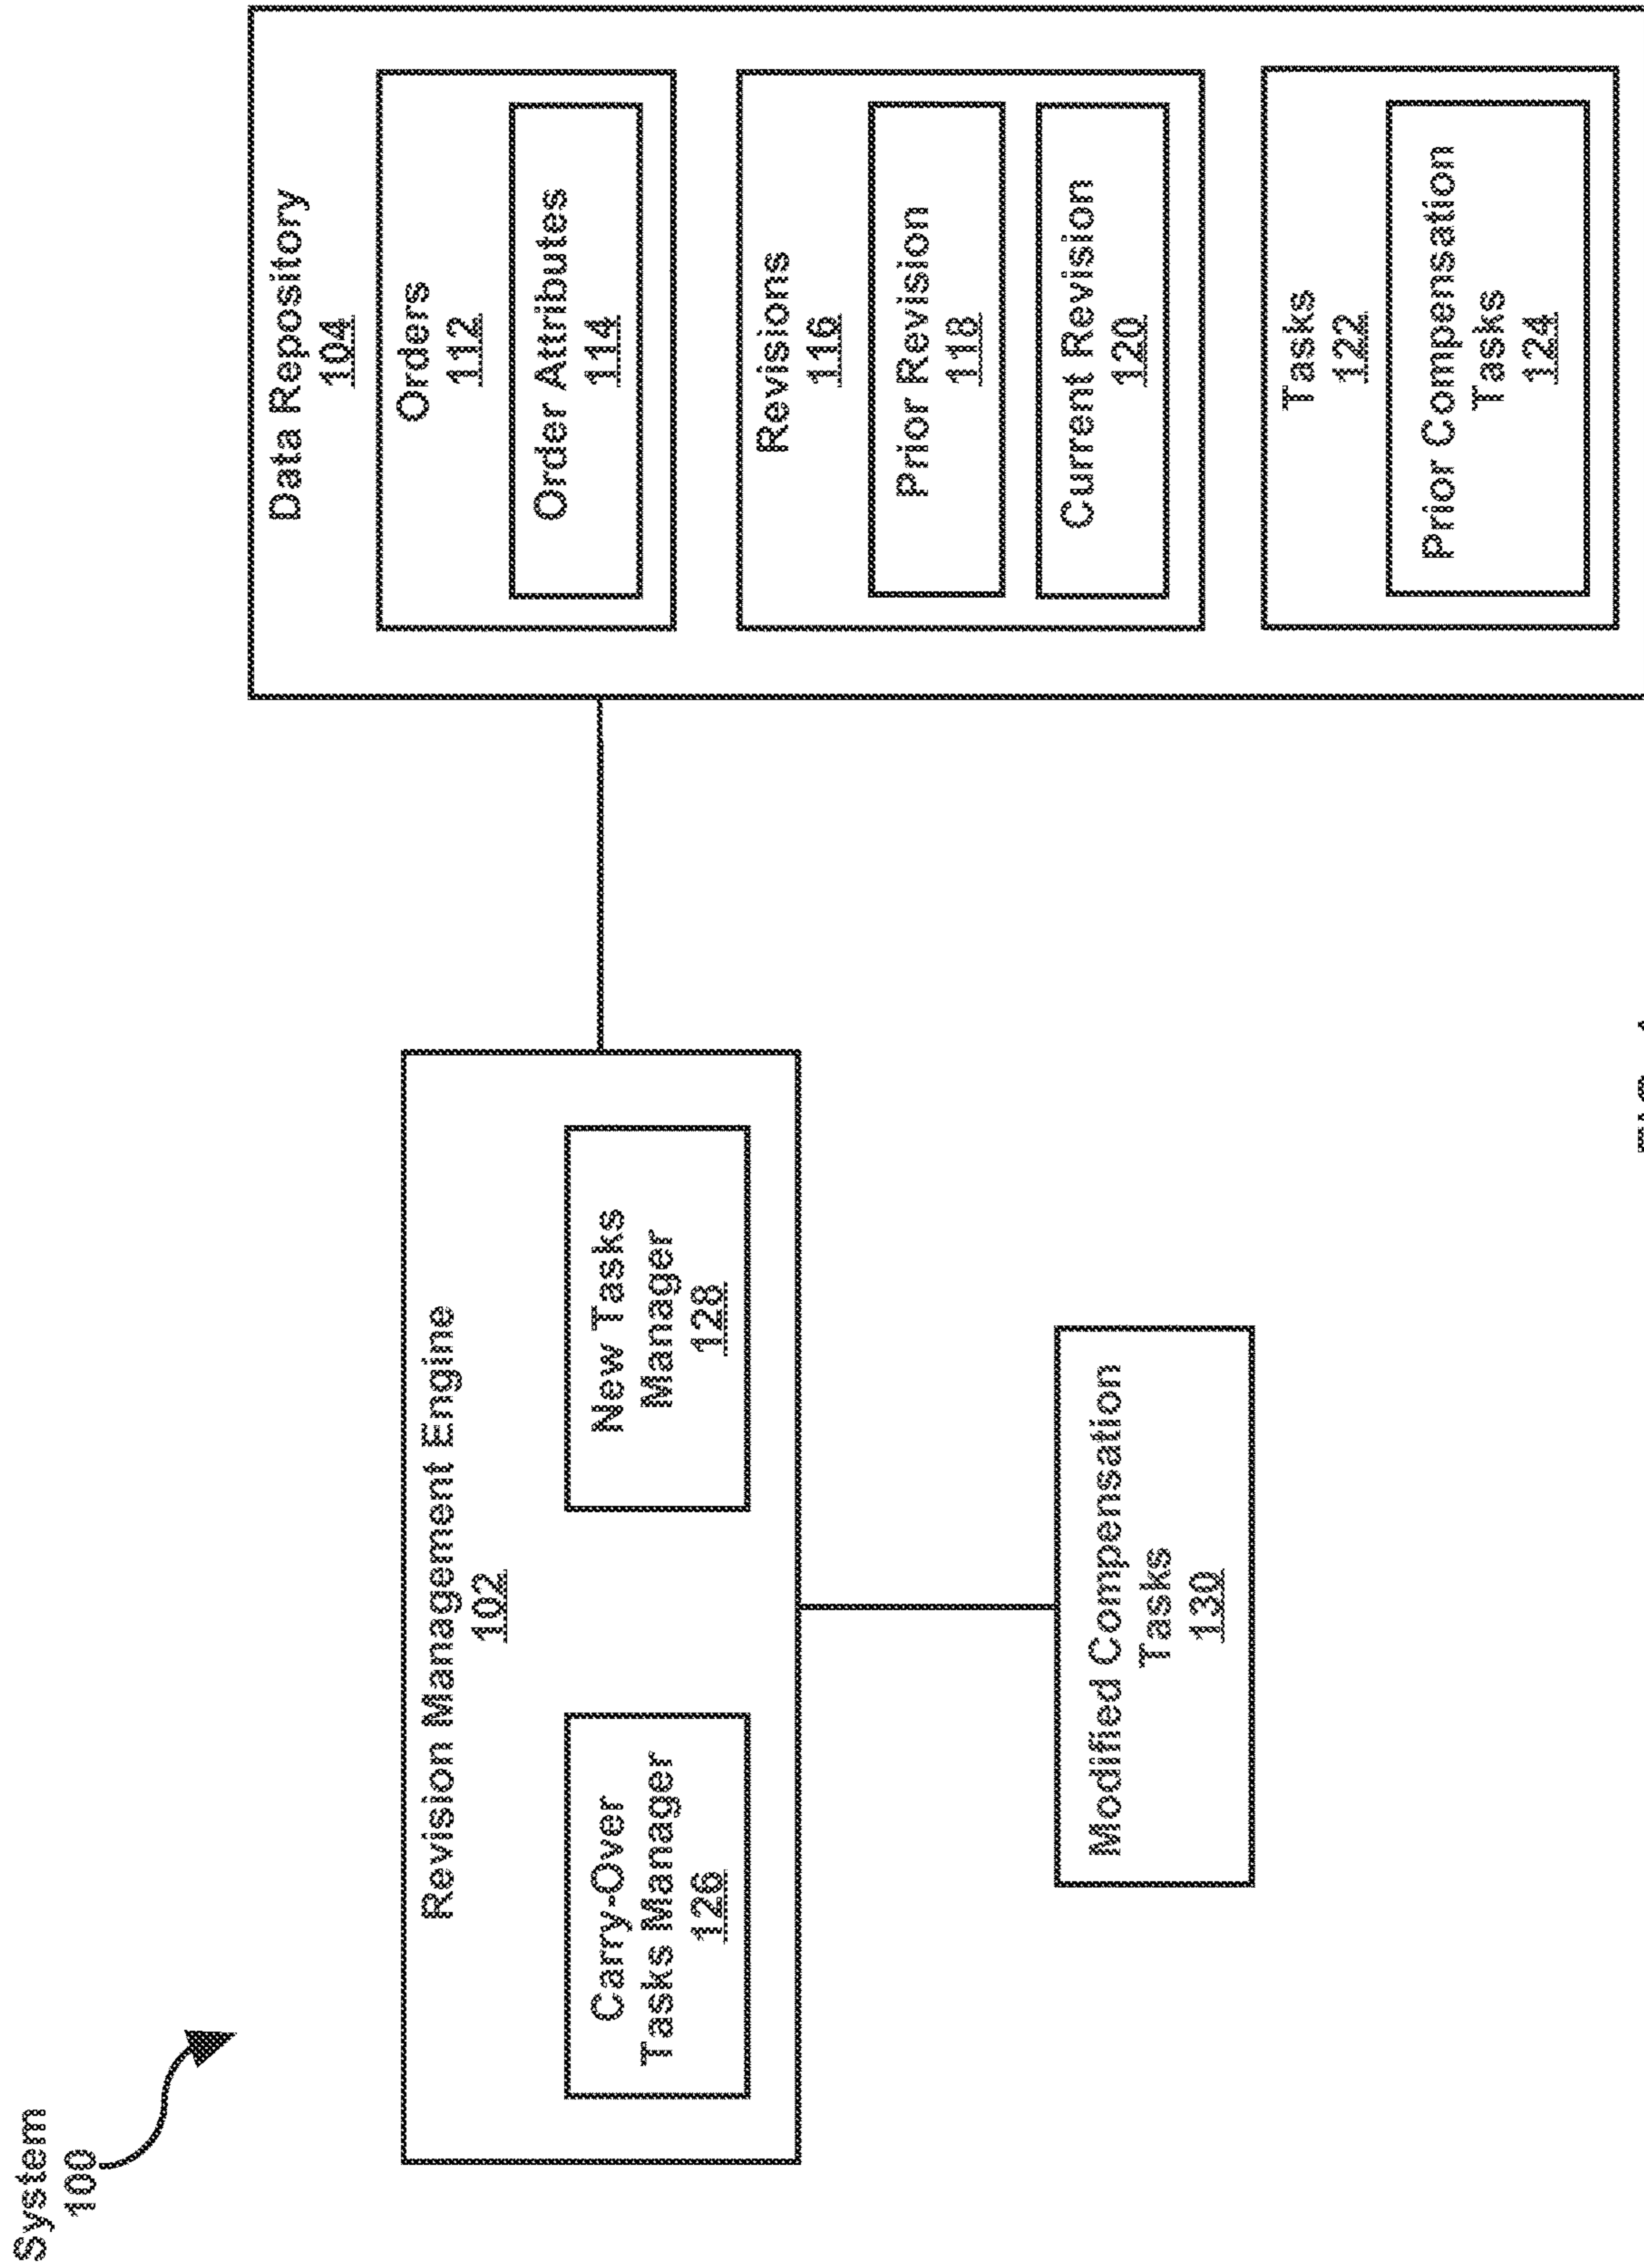 System
100
Revision Management Engine
102
Carry-Over
Tasks Manager
126
New Tasks
Manager
128
Modified Compensation
Tasks
130
Data Repository
104
Orders
112
Order Attributes
114
Revisions
116
Prior Revision
118
Current Revision
120
Tasks
122
Prior Compensation
Tasks
124